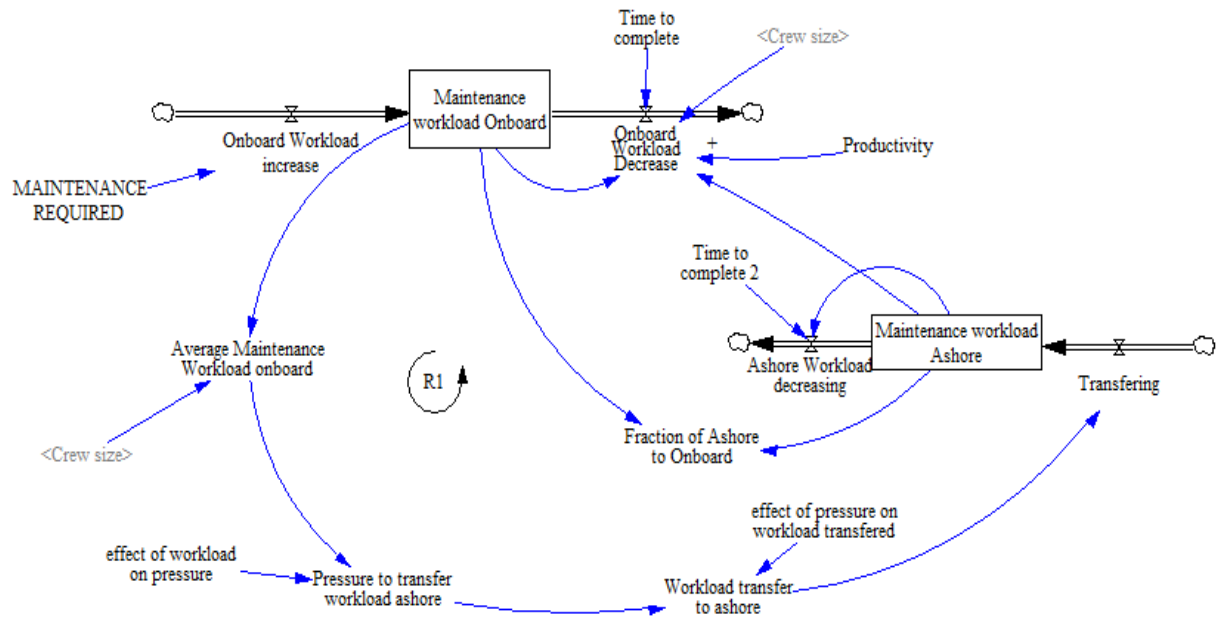 Time to
complete
<Crew size>
Maintenance
workload Onboard
Onboard Workload
increase
Onboard
Workload
Decrease
+
Productivity
MAINTENANCE
REQUIRED
Time to
complete 2
Average Maintenance
Workload onboard
R1
Ashore Workload
decreasing
Maintenance workload
Ashore
Transfering
<Crew size>
Fraction of Ashore
to Onboard
effect of pressure on
workload transfered
effect of workload
on pressure
Pressure to transfer
workload ashore
Workload transfer
to ashore